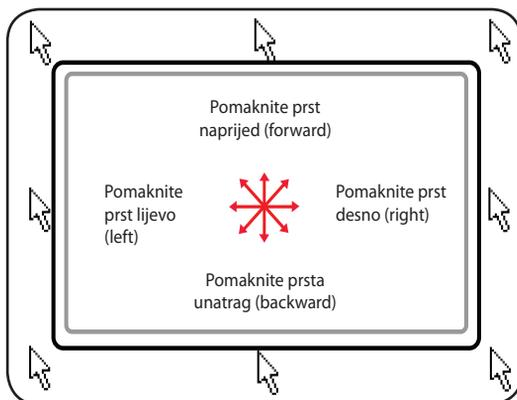 Pomaknite prst
naprijed (forward)
Pomaknite
prst lijevo
(left)
Pomaknite prst
desno (right)
Pomaknite prsta
unatrag (backward)